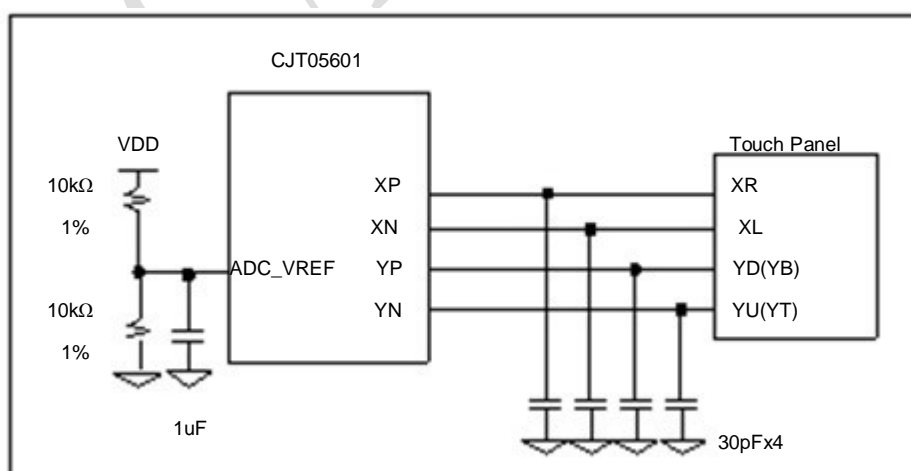 CJT05601
VDD
10kΩ
1%
ADC_VREF
10kΩ
1%
1uF
XP
XN
YP
YN
Touch Panel
XR
XL
YD(YB)
YU(YT)
30pFx4